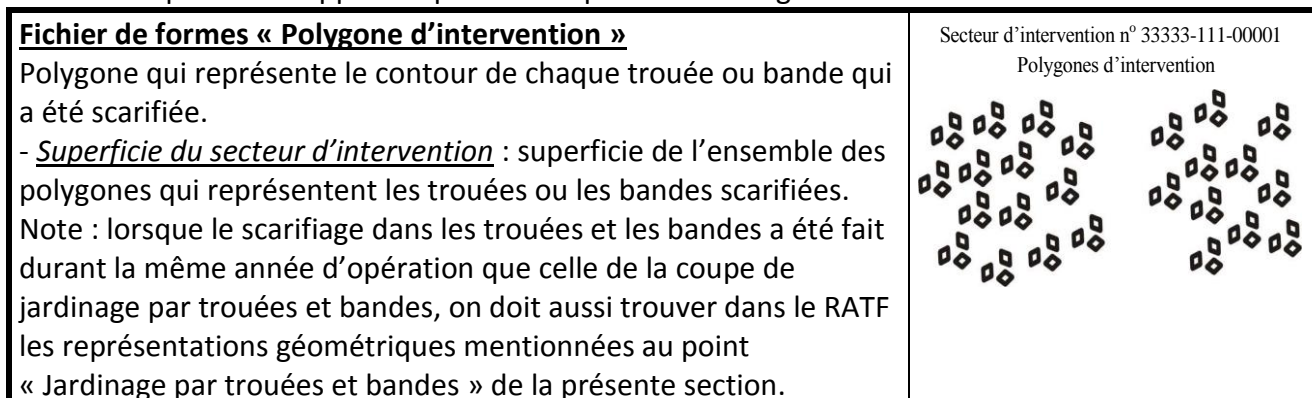 Fichier de formes « Polygone d’intervention »
Polygone qui représente le contour de chaque trouée ou bande qui
a été scarifiée.
- Superficie du secteur d’intervention : superficie de l’ensemble des
polygones qui représentent les trouées ou les bandes scarifiées.
Note : lorsque le scarifiage dans les trouées et les bandes a été fait
durant la même année d’opération que celle de la coupe de
jardinage par trouées et bandes, on doit aussi trouver dans le RATF
les représentations géométriques mentionnées au point
« Jardinage par trouées et bandes » de la présente section.
Secteur d’intervention nº 33333-111-00001
Polygones d’intervention